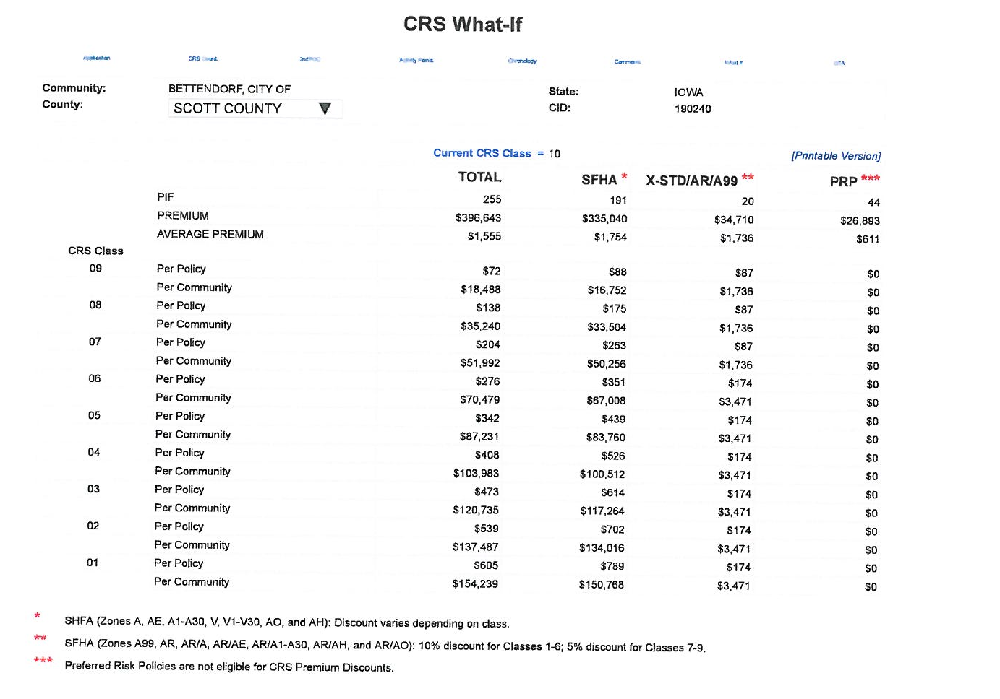 CRS What-If
Application CRS Coord. 2nd POC Activity Points Chronology Comments What If
Community: BETTENDORF, CITY OF State: IOWA
County: SCOTT COUNTY ▼ CID: 190240
Current CRS Class = 10 [Printable Version]
TOTAL SFHA * X-STD/AR/A99 ** PRP ***
PIF 255 191 20 44
PREMIUM $396,643 $335,040 $34,710 $26,893
AVERAGE PREMIUM $1,555 $1,754 $1,736 $611
CRS Class
09 Per Policy $72 $88 $87 $0
Per Community $18,488 $16,752 $1,736 $0
08 Per Policy $138 $175 $87 $0
Per Community $35,240 $33,504 $1,736 $0
07 Per Policy $204 $263 $87 $0
Per Community $51,992 $50,256 $1,736 $0
06 Per Policy $276 $351 $174 $0
Per Community $70,479 $67,008 $3,471 $0
05 Per Policy $342 $439 $174 $0
Per Community $87,231 $83,760 $3,471 $0
04 Per Policy $408 $526 $174 $0
Per Community $103,983 $100,512 $3,471 $0
03 Per Policy $473 $614 $174 $0
Per Community $120,735 $117,264 $3,471 $0
02 Per Policy $539 $702 $174 $0
Per Community $137,487 $134,016 $3,471 $0
01 Per Policy $605 $789 $174 $0
Per Community $154,239 $150,768 $3,471 $0
* SHFA (Zones A, AE, A1-A30, V, V1-V30, AO, and AH): Discount varies depending on class.
** SFHA (Zones A99, AR, AR/A, AR/AE, AR/A1-A30, AR/AH, and AR/AO): 10% discount for Classes 1-6; 5% discount for Classes 7-9.
*** Preferred Risk Policies are not eligible for CRS Premium Discounts.